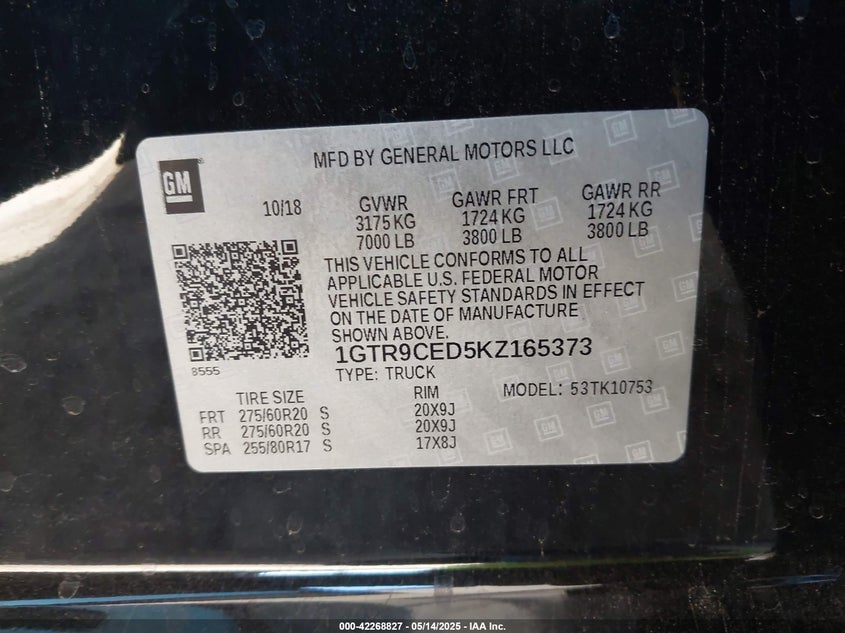 MFD BY GENERAL MOTORS LLC
GM
10/18
GVWR GAWR FRT GAWR RR
3175 KG 1724 KG 1724 KG
7000 LB 3800 LB 3800 LB
THIS VEHICLE CONFORMS TO ALL
APPLICABLE U.S. FEDERAL MOTOR
VEHICLE SAFETY STANDARDS IN EFFECT
ON THE DATE OF MANUFACTURE
SHOWN ABOVE.
1GTR9CED5KZ165373
8555
TYPE: TRUCK
TIRE SIZE RIM MODEL: 53TK10753
FRT 275/60R20 S 20X9J
RR 275/60R20 S 20X9J
SPA 255/80R17 S 17X8J
000-42268827 - 05/14/2025 - IAA Inc.